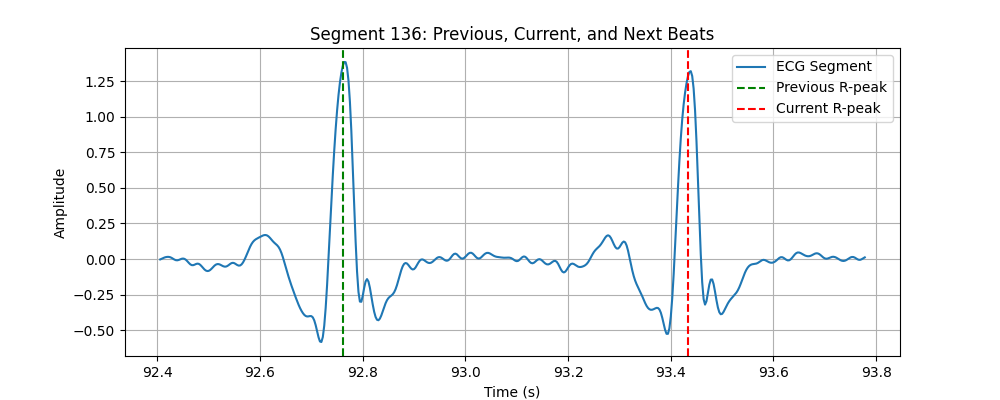 Segment 136: Previous, Current, and Next Beats
ECG Segment
Previous R-peak
Current R-peak
1.25
1.00
0.75
0.50
0.25
0.00
−0.25
−0.50
Amplitude
92.4 92.6 92.8 93.0 93.2 93.4 93.6 93.8
Time (s)